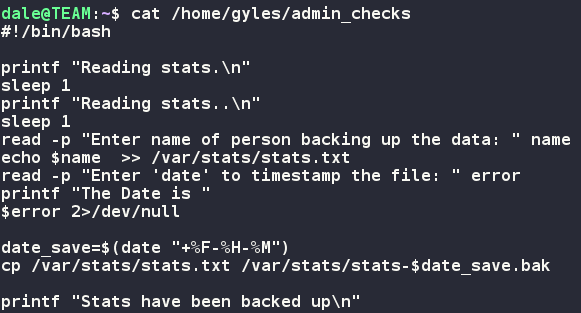 dale@TEAM:~$ cat /home/gyles/admin_checks
#!/bin/bash
printf "Reading stats.\n"
sleep 1
printf "Reading stats..\n"
sleep 1
read -p "Enter name of person backing up the data: " name
echo $name  >> /var/stats/stats.txt
read -p "Enter 'date' to timestamp the file: " error
printf "The Date is "
$error 2>/dev/null
date_save=$(date "+%F-%H-%M")
cp /var/stats/stats.txt /var/stats/stats-$date_save.bak
printf "Stats have been backed up\n"